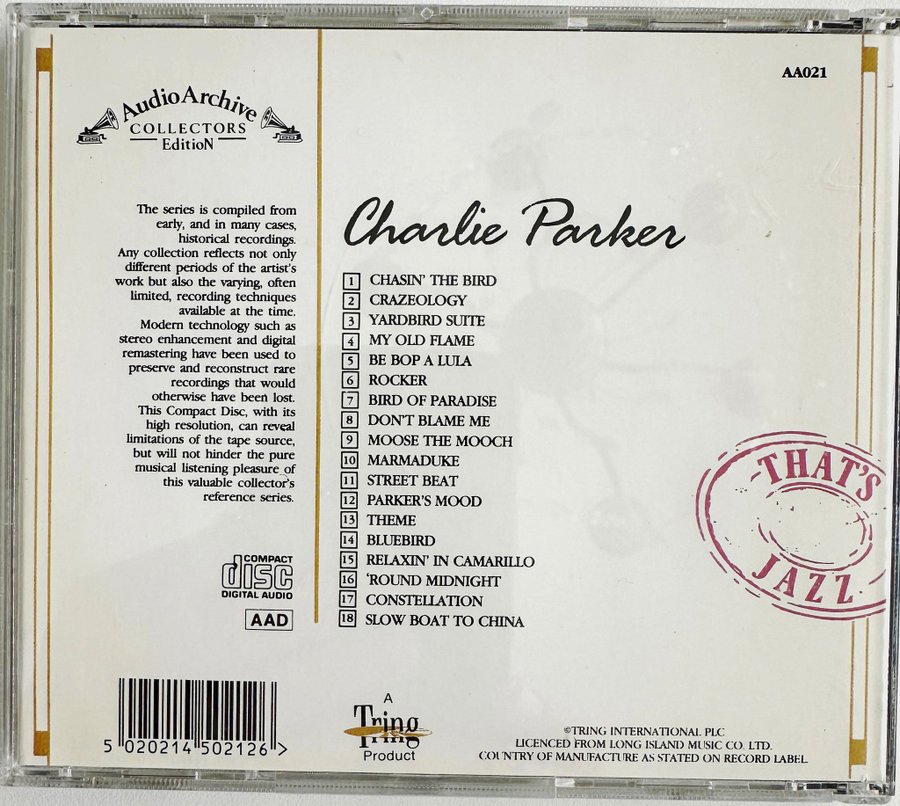 AA021
Audio Archive
COLLECTORS
EditioN
The series is compiled from
early, and in many cases,
historical recordings.
Any collection reflects not only
different periods of the artist's
work but also the varying, often
limited, recording techniques
available at the time.
Modern technology such as
stereo enhancement and digital
remastering have been used to
preserve and reconstruct rare
recordings that would
otherwise have been lost.
This Compact Disc, with its
high resolution, can reveal
limitations of the tape source,
but will not hinder the pure
musical listening pleasure of
this valuable collector's
reference series.
COMPACT
disc
DIGITAL AUDIO
AAD
Charlie Parker
1 CHASIN' THE BIRD
2 CRAZEOLOGY
3 YARDBIRD SUITE
4 MY OLD FLAME
5 BE BOP A LULA
6 ROCKER
7 BIRD OF PARADISE
8 DON'T BLAME ME
9 MOOSE THE MOOCH
10 MARMADUKE
11 STREET BEAT
12 PARKER'S MOOD
13 THEME
14 BLUEBIRD
15 RELAXIN' IN CAMARILLO
16 'ROUND MIDNIGHT
17 CONSTELLATION
18 SLOW BOAT TO CHINA
THAT'S
JAZZ
5 020214 502126 >
A
Tring
Product
©TRING INTERNATIONAL PLC
LICENCED FROM LONG ISLAND MUSIC CO. LTD.
COUNTRY OF MANUFACTURE AS STATED ON RECORD LABEL.